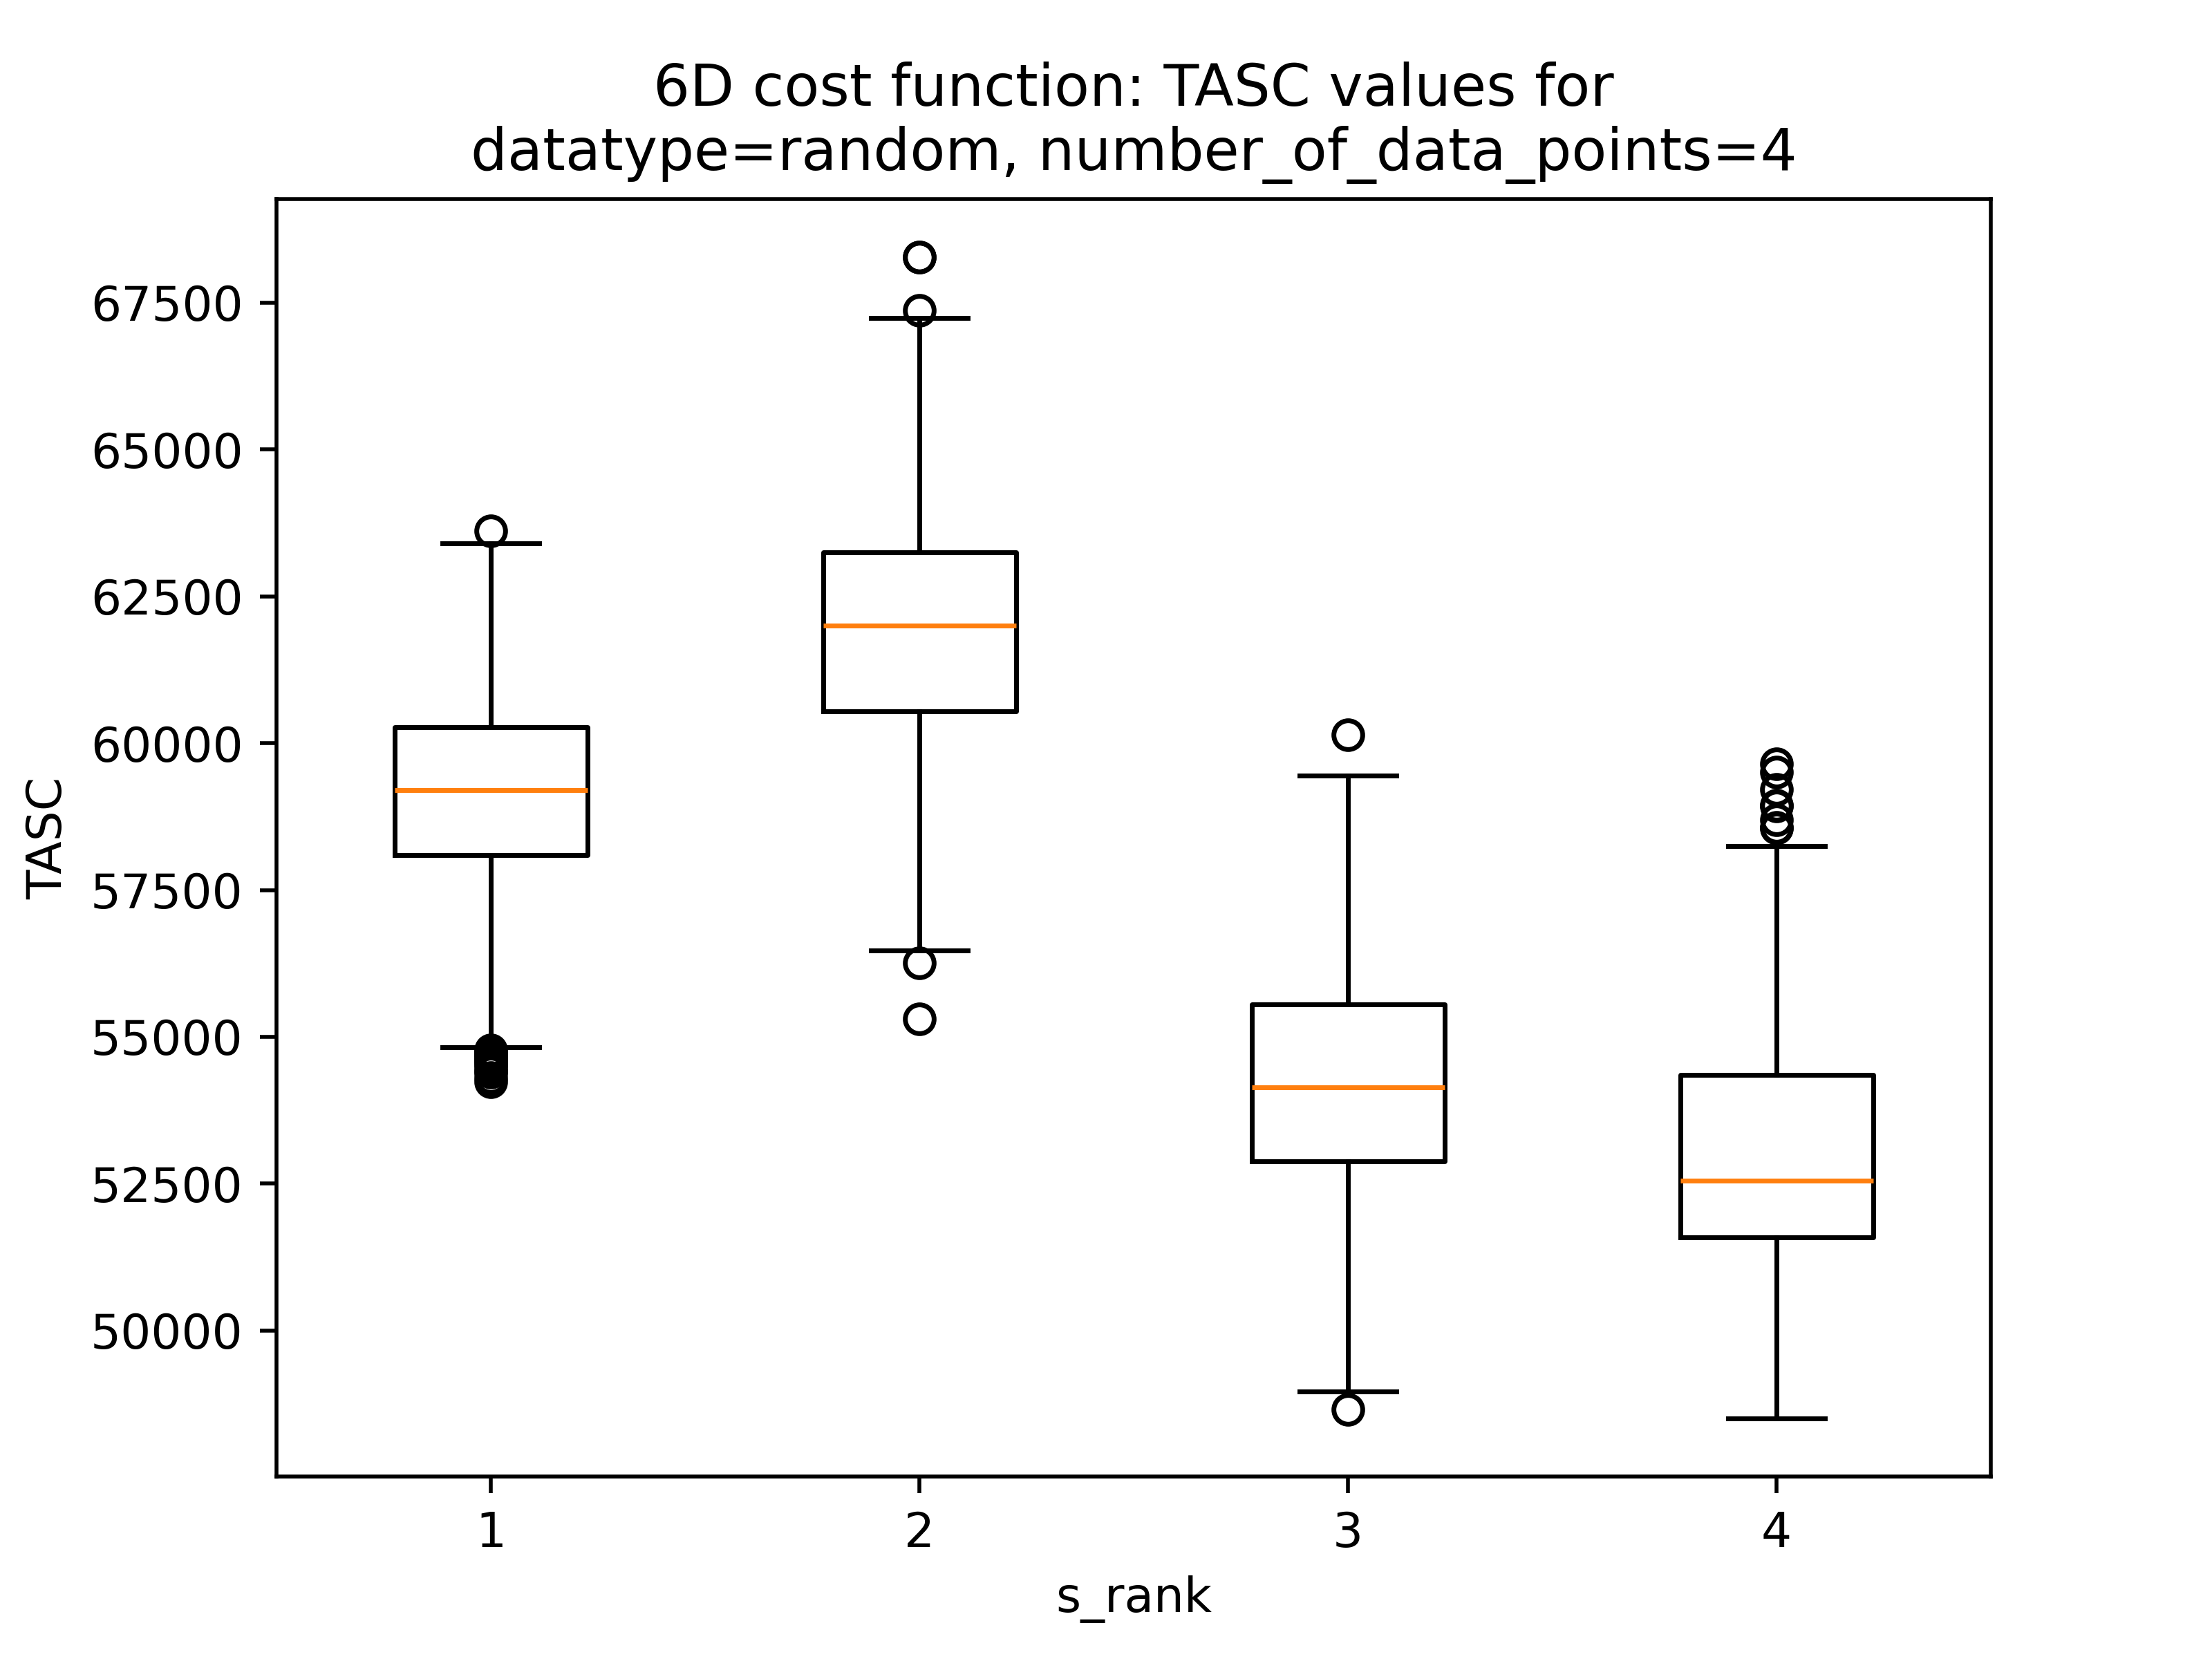 6D cost function: TASC values for
datatype=random, number_of_data_points=4
67500
65000
62500
60000
57500
55000
52500
50000
TASC
1 2 3 4
s_rank